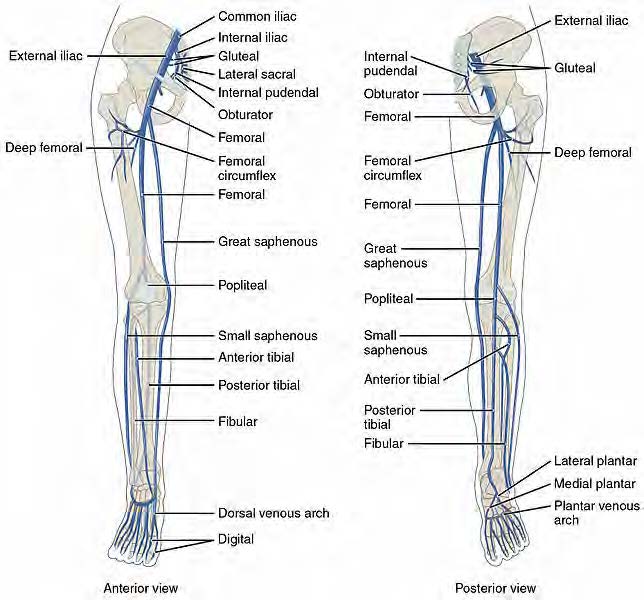 Common iliac
Internal iliac
External iliac
Gluteal
Lateral sacral
Internal pudendal
Obturator
Femoral
Deep femoral
Femoral
circumflex
Femoral
Great saphenous
Popliteal
Small saphenous
Anterior tibial
Posterior tibial
Fibular
Dorsal venous arch
Digital
Anterior view
External iliac
Internal
pudendal
Gluteal
Obturator
Femoral
Deep femoral
Femoral
circumflex
Femoral
Great
saphenous
Popliteal
Small
saphenous
Anterior tibial
Posterior
tibial
Fibular
Lateral plantar
Medial plantar
Plantar venous
arch
Posterior view